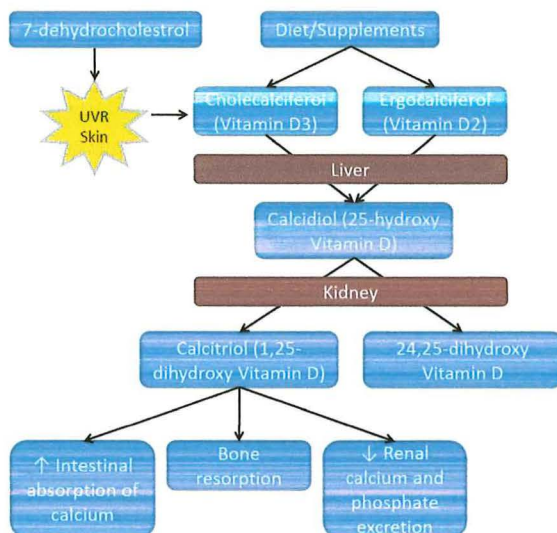 7-dehydrocholestrol
Diet/Supplements
UVR
Skin
Cholecalciferol
(Vitamin D3)
Ergocalciferol
(Vitamin D2)
Liver
Calcidiol (25-hydroxy
Vitamin D)
Kidney
Calcitriol (1,25-
dihydroxy Vitamin D)
24,25-dihydroxy
Vitamin D
↑ Intestinal
absorption of
calcium
Bone
resorption
↓ Renal
calcium and
phosphate
excretion